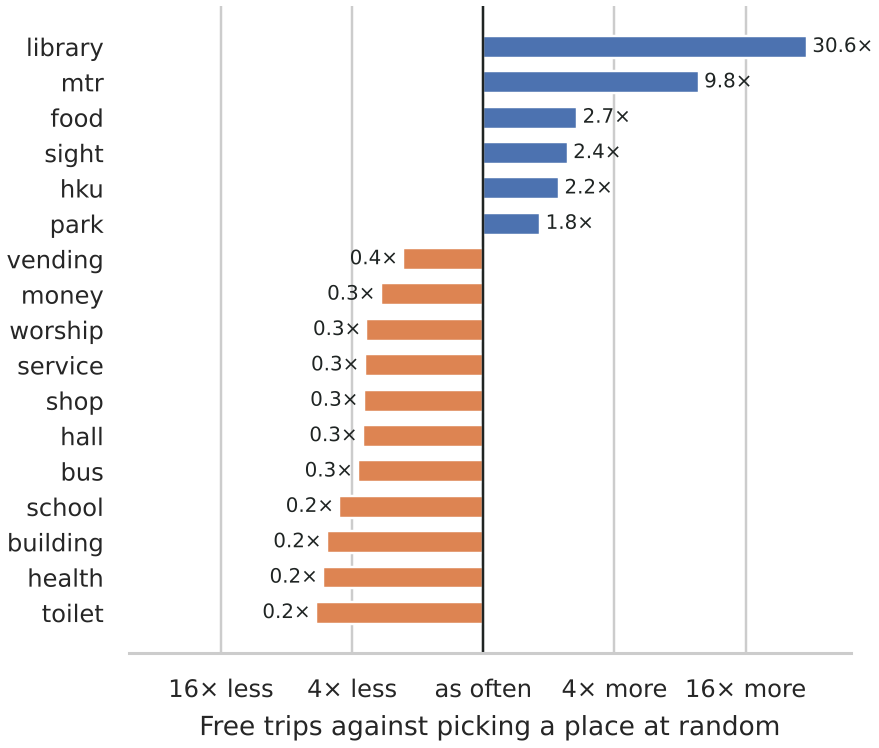 library 30.6×
mtr 9.8×
food 2.7×
sight 2.4×
hku 2.2×
park 1.8×
vending 0.4×
money 0.3×
worship 0.3×
service 0.3×
shop 0.3×
hall 0.3×
bus 0.3×
school 0.2×
building 0.2×
health 0.2×
toilet 0.2×
16× less 4× less as often 4× more 16× more
Free trips against picking a place at random